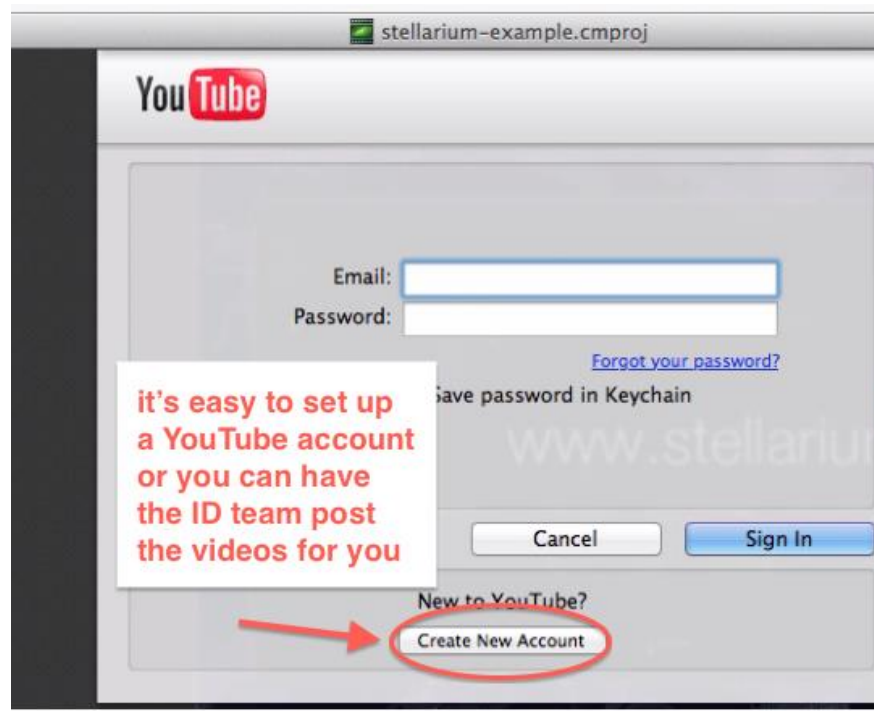 stellarium-example.cmproj
YouTube
Email:
Password:
Forgot your password?
Save password in Keychain
it's easy to set up
a YouTube account
or you can have
the ID team post
the videos for you
www.stellariu
Cancel Sign In
New to YouTube?
Create New Account